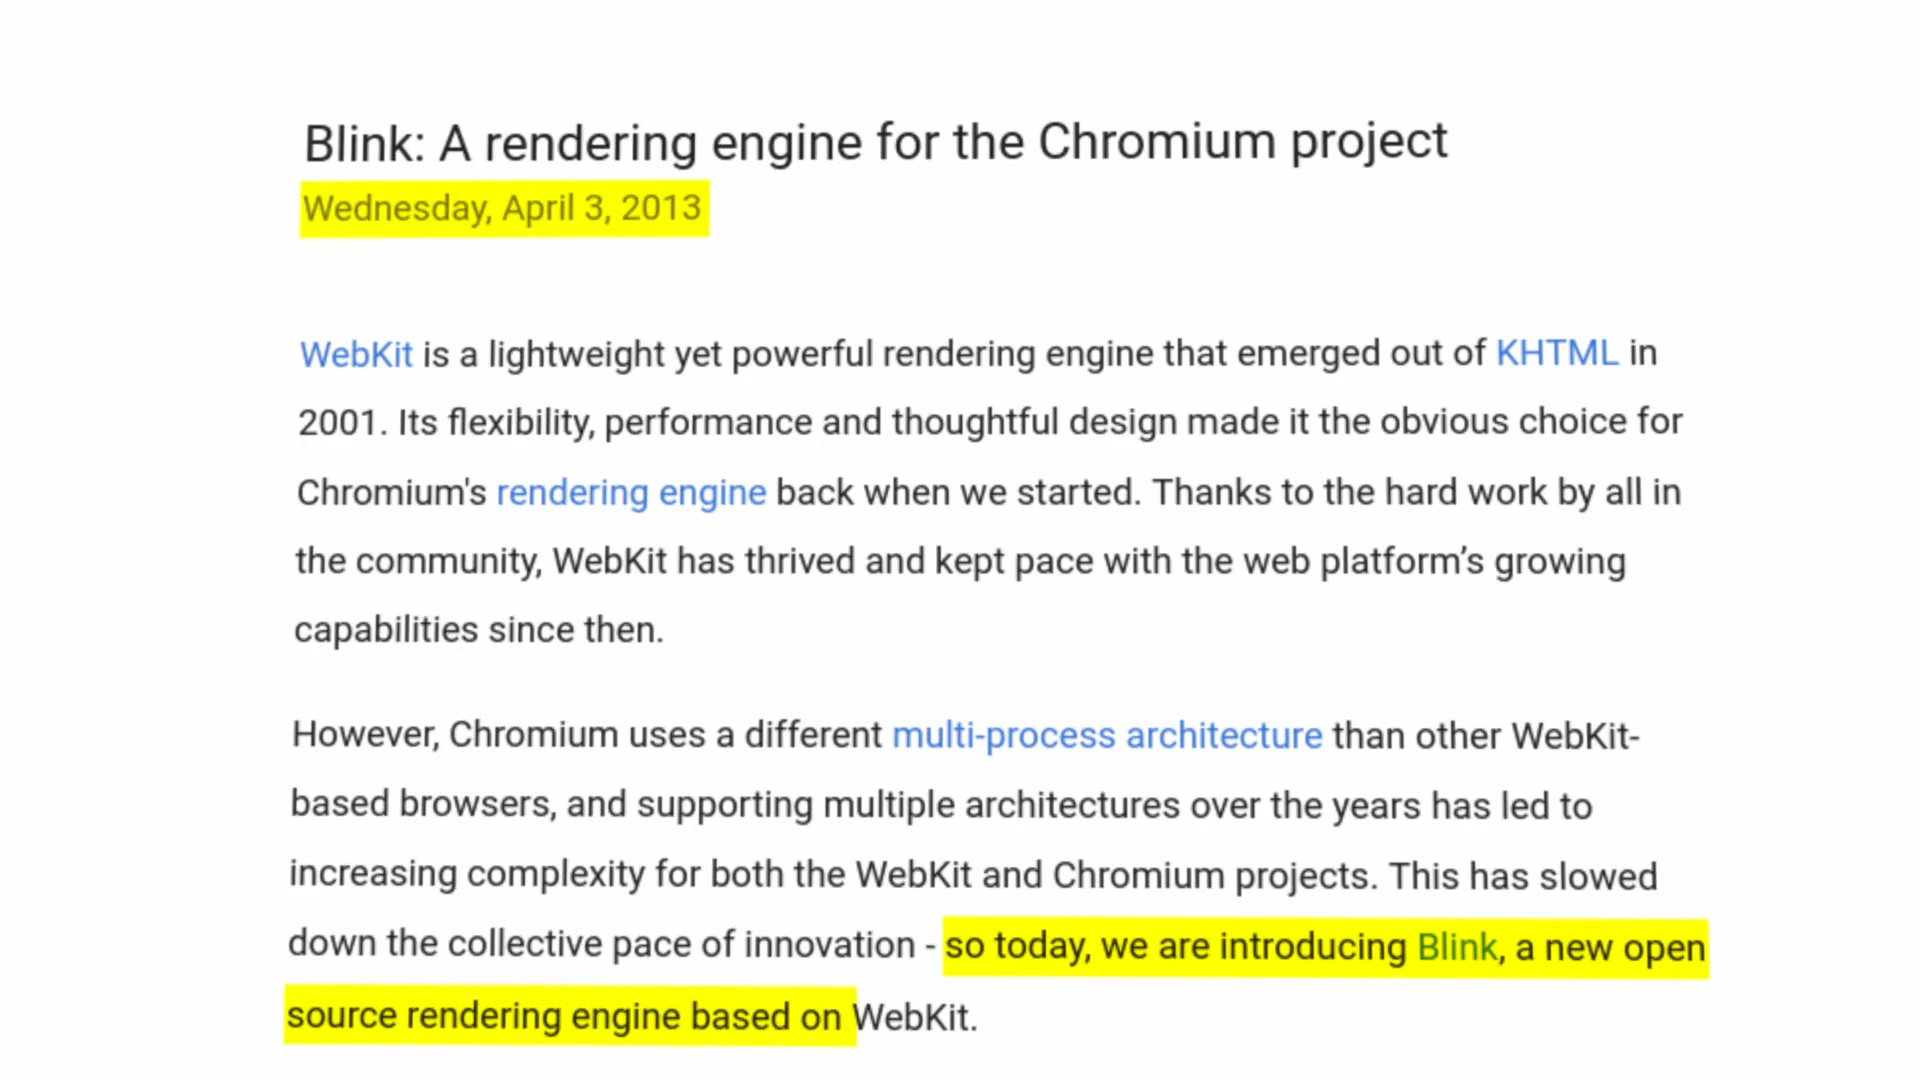 Blink: A rendering engine for the Chromium project
Wednesday, April 3, 2013
WebKit is a lightweight yet powerful rendering engine that emerged out of KHTML in
2001. Its flexibility, performance and thoughtful design made it the obvious choice for
Chromium's rendering engine back when we started. Thanks to the hard work by all in
the community, WebKit has thrived and kept pace with the web platform’s growing
capabilities since then.
However, Chromium uses a different multi-process architecture than other WebKit-
based browsers, and supporting multiple architectures over the years has led to
increasing complexity for both the WebKit and Chromium projects. This has slowed
down the collective pace of innovation - so today, we are introducing Blink, a new open
source rendering engine based on WebKit.